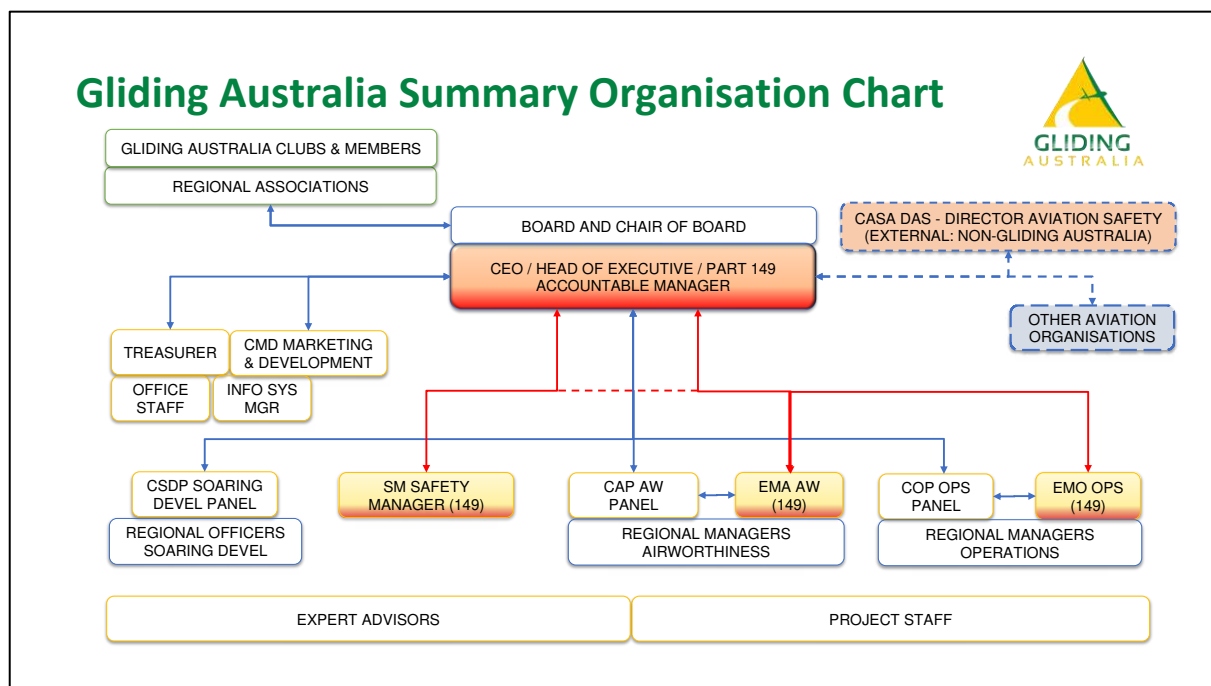 Gliding Australia Summary Organisation Chart
GLIDING
AUSTRALIA
GLIDING AUSTRALIA CLUBS & MEMBERS
REGIONAL ASSOCIATIONS
BOARD AND CHAIR OF BOARD
CASA DAS - DIRECTOR AVIATION SAFETY
(EXTERNAL: NON-GLIDING AUSTRALIA)
CEO / HEAD OF EXECUTIVE / PART 149
ACCOUNTABLE MANAGER
OTHER AVIATION
ORGANISATIONS
TREASURER
CMD MARKETING
& DEVELOPMENT
OFFICE
STAFF
INFO SYS
MGR
CSDP SOARING
DEVEL PANEL
SM SAFETY
MANAGER (149)
CAP AW
PANEL
EMA AW
(149)
COP OPS
PANEL
EMO OPS
(149)
REGIONAL OFFICERS
SOARING DEVEL
REGIONAL MANAGERS
AIRWORTHINESS
REGIONAL MANAGERS
OPERATIONS
EXPERT ADVISORS
PROJECT STAFF